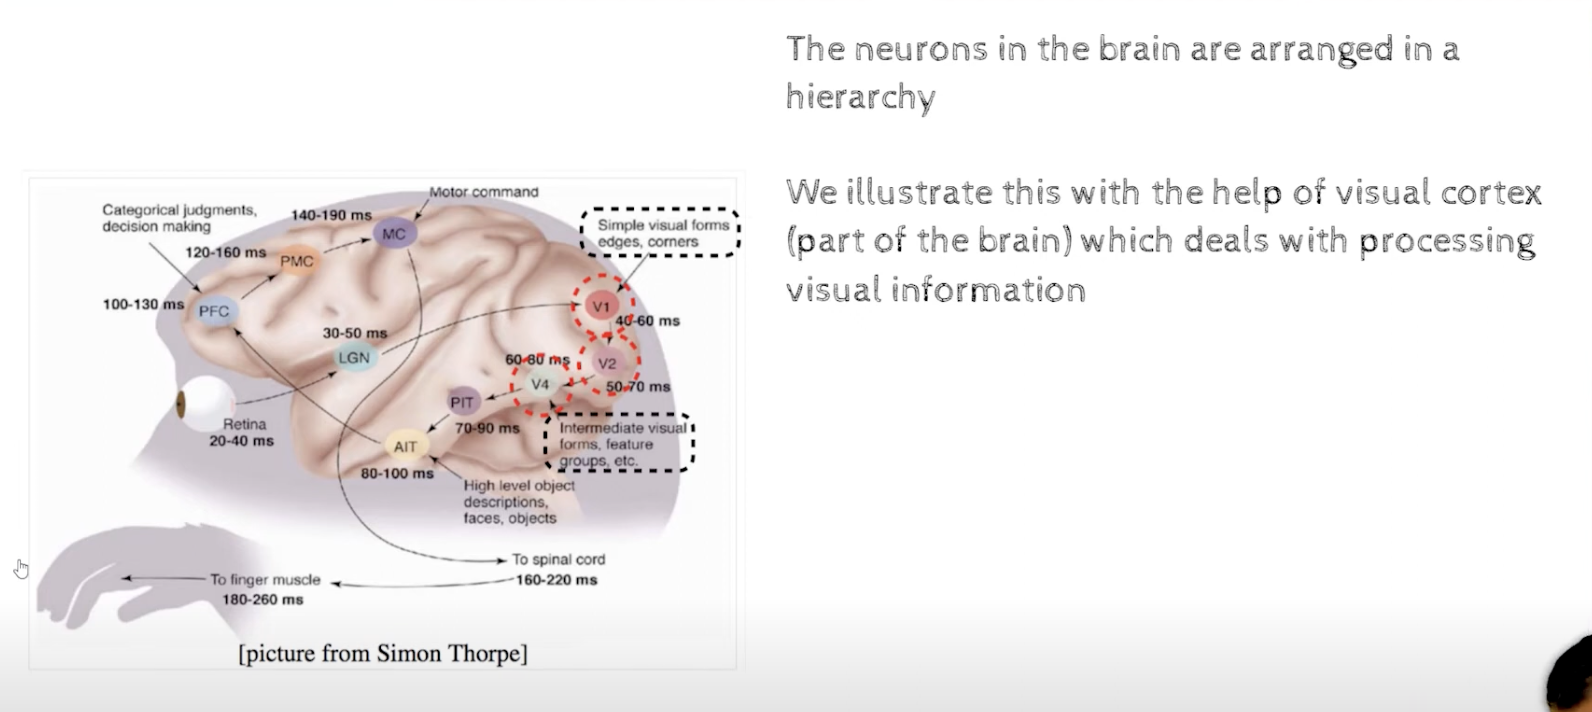 The neurons in the brain are arranged in a
hierarchy
We illustrate this with the help of visual cortex
(part of the brain) which deals with processing
visual information
Motor command
Categorical judgments,
decision making
140-190 ms
MC
Simple visual forms
edges, corners
120-160 ms
PMC
100-130 ms
PFC
V1
40-60 ms
30-50 ms
LGN
60-80 ms
V2
V4
50-70 ms
PIT
Retina
20-40 ms
70-90 ms
Intermediate visual
forms, feature
groups, etc.
AIT
80-100 ms
High level object
descriptions,
faces, objects
To spinal cord
160-220 ms
To finger muscle
180-260 ms
[picture from Simon Thorpe]